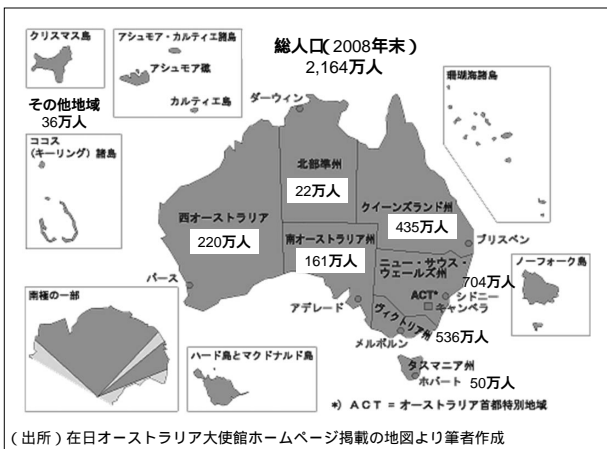 クリスマス島
アシュモア・カルティエ諸島
アシュモア礁
カルティエ島
総人口(2008年末)
2,164万人
珊瑚海諸島
その他地域
36万人
ココス
(キーリング)諸島
ダーウィン
北部準州
22万人
クイーンズランド州
435万人
西オーストラリア
220万人
南オーストラリア州
161万人
ブリスベン
ニュー・サウス・
ウェールズ州
704万人
ACT*
シドニー
キャンベラ
ノーフォーク島
パース
アデレード
ヴィクトリア州
536万人
メルボルン
南極の一部
ハード島とマクドナルド島
タスマニア州
ホバート
50万人
*) ACT = オーストラリア首都特別地域
(出所)在日オーストラリア大使館ホームページ掲載の地図より筆者作成